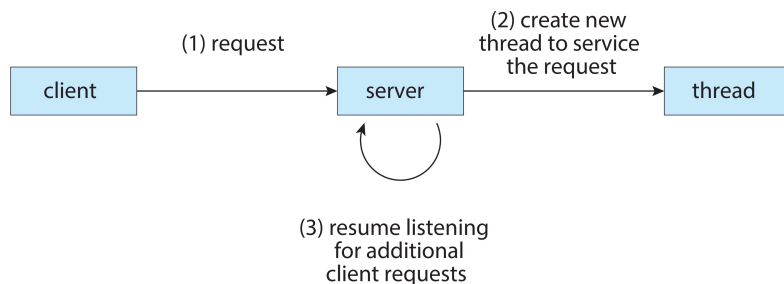 client
(1) request
server
(2) create new
thread to service
the request
thread
(3) resume listening
for additional
client requests